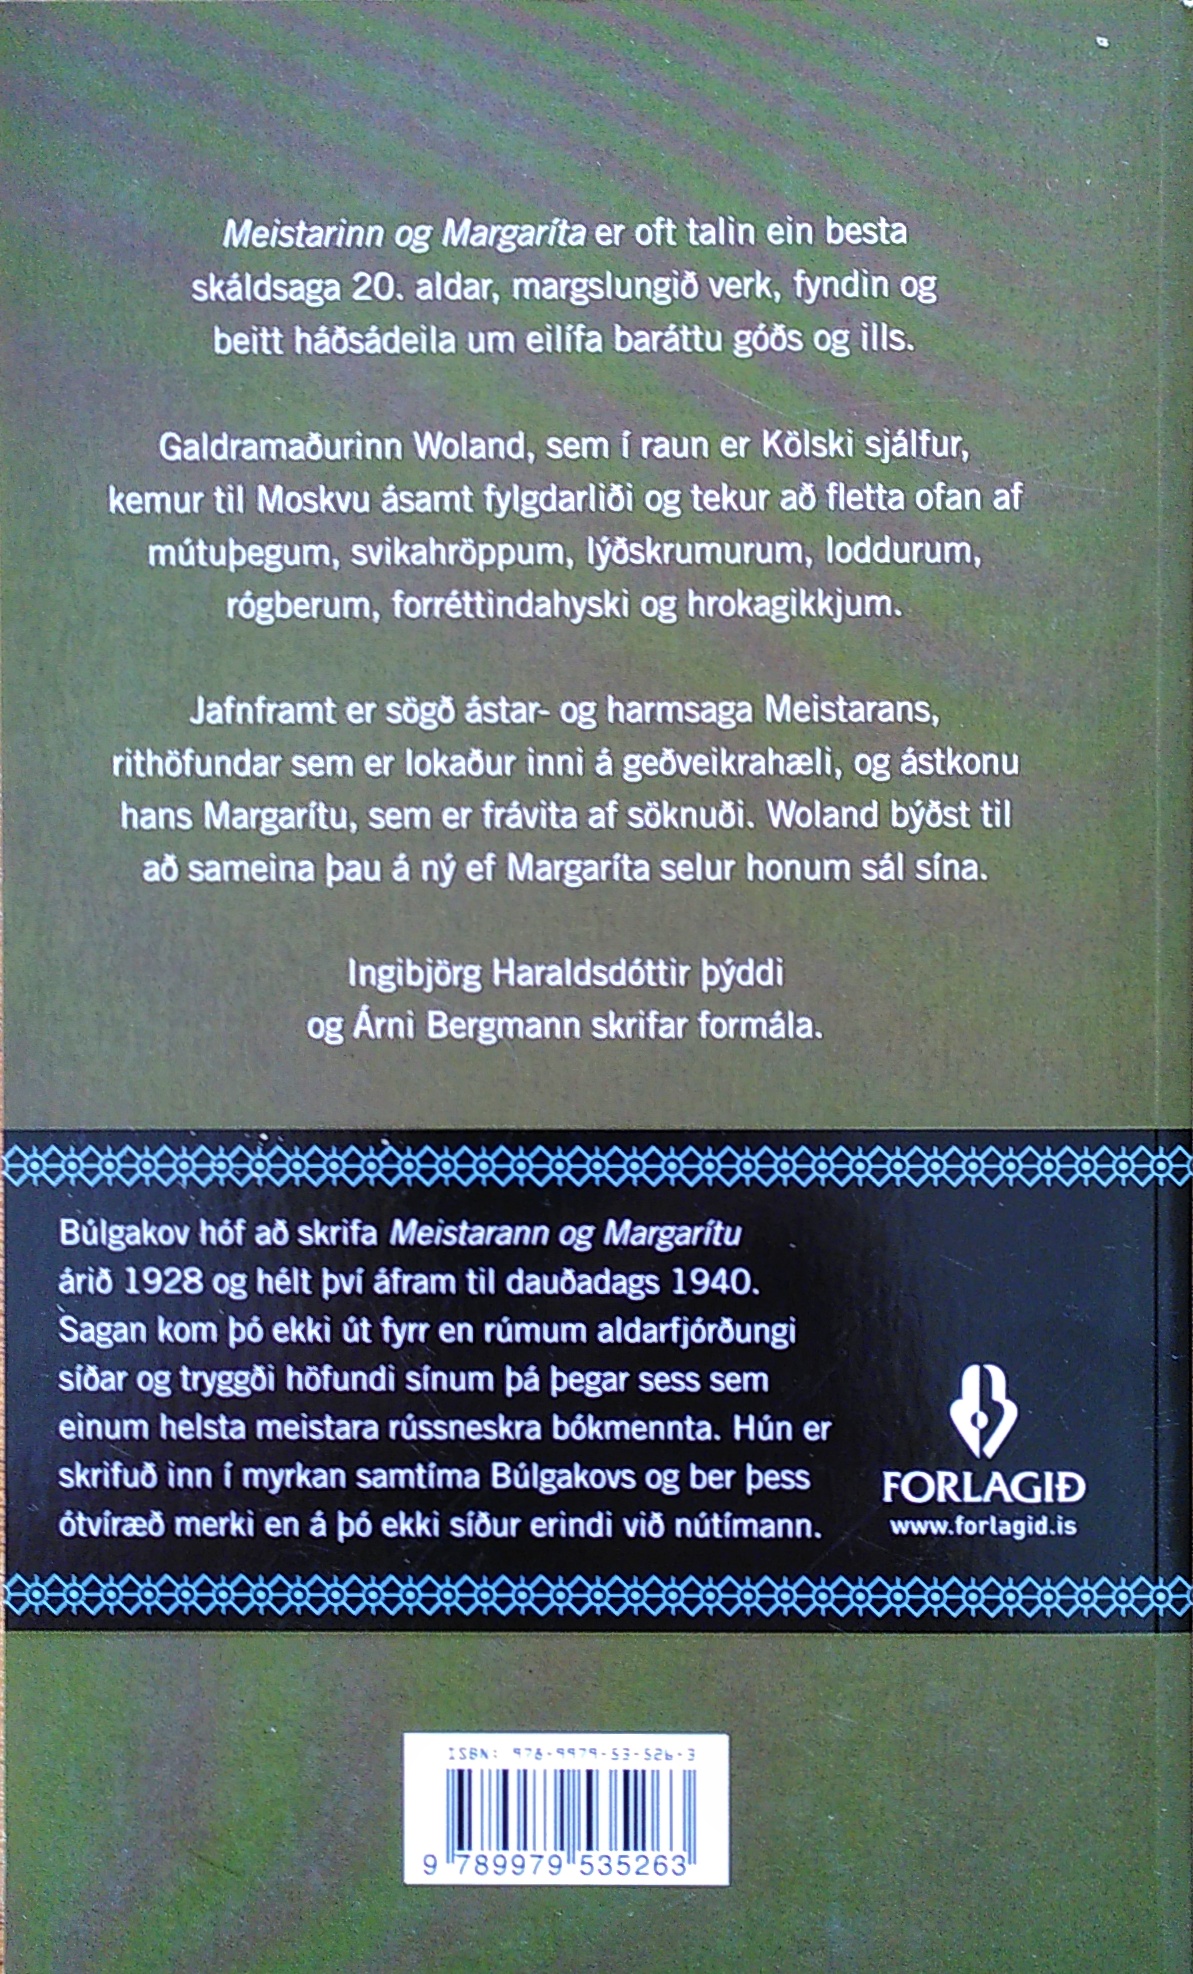 Meistarinn og Margaríta er oft talin ein besta
skáldsaga 20. aldar, margslungið verk, fyndin og
beitt háðsádeila um eilífa baráttu góðs og ills.
Galdramaðurinn Woland, sem í raun er Kölski sjálfur,
kemur til Moskvu ásamt fylgdarliði og tekur að fletta ofan af
mútuþegum, svikahröppum, lýðskrumurum, loddurum,
rógberum, forréttindahyski og hrokagikkjum.
Jafnframt er sögð ástar- og harmsaga Meistarans,
rithöfundar sem er lokaður inni á geðveikrahæli, og ástkonu
hans Margarítu, sem er frávita af söknuði. Woland býðst til
að sameina þau á ný ef Margaríta selur honum sál sína.
Ingibjörg Haraldsdóttir þýddi
og Árni Bergmann skrifar formála.
Búlgakov hóf að skrifa Meistarann og Margarítu
árið 1928 og hélt því áfram til dauðadags 1940.
Sagan kom þó ekki út fyrr en rúmum aldarfjórðungi
síðar og tryggði höfundi sínum þá þegar sess sem
einum helsta meistara rússneskra bókmennta. Hún er
skrifuð inn í myrkan samtíma Búlgakovs og ber þess
ótvíræð merki en á þó ekki síður erindi við nútímann.
FORLAGIÐ
www.forlagid.is
ISBN: 978-9979-53-526-3
9 789979 535263